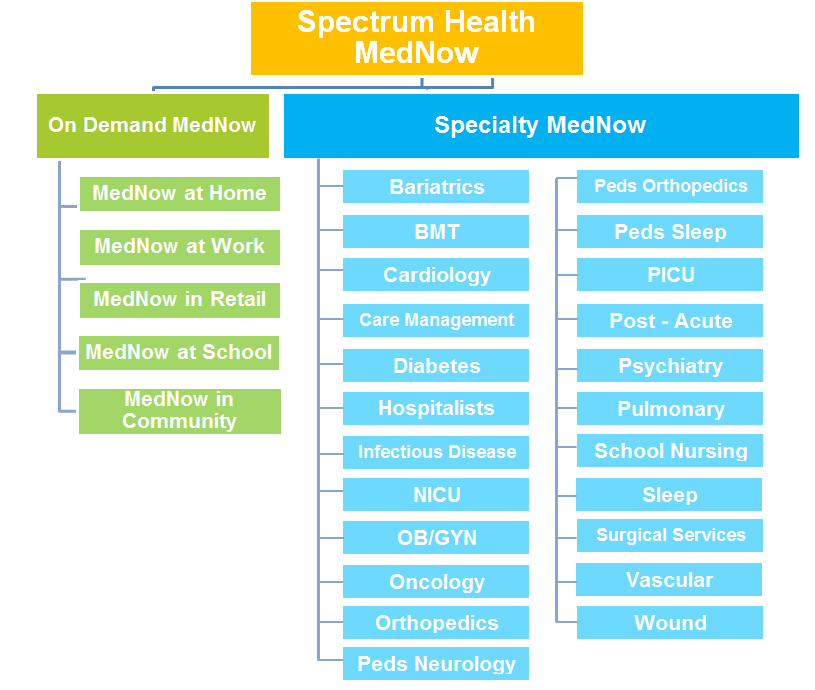 Spectrum Health
MedNow
On Demand MedNow
Specialty MedNow
MedNow at Home
MedNow at Work
MedNow in Retail
MedNow at School
MedNow in
Community
Bariatrics
BMT
Cardiology
Care Management
Diabetes
Hospitalists
Infectious Disease
NICU
OB/GYN
Oncology
Orthopedics
Peds Neurology
Peds Orthopedics
Peds Sleep
PICU
Post - Acute
Psychiatry
Pulmonary
School Nursing
Sleep
Surgical Services
Vascular
Wound